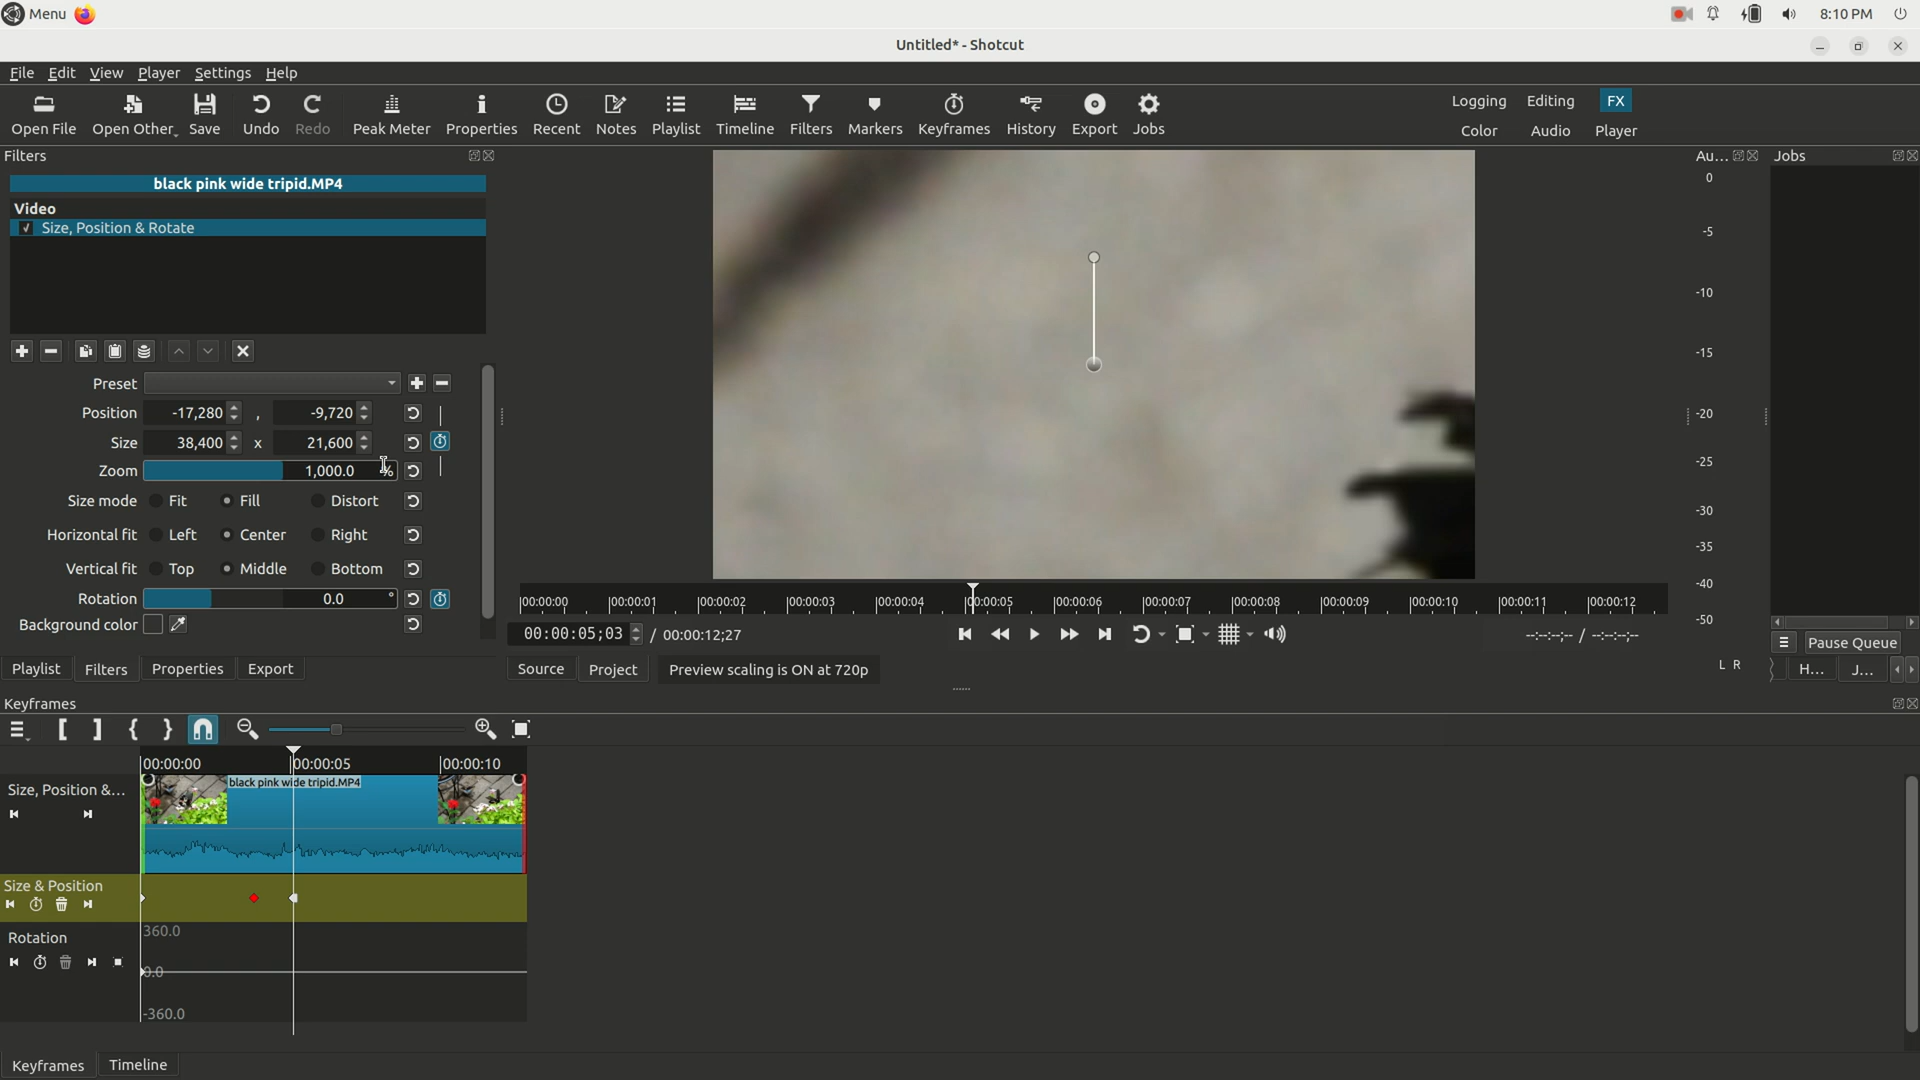 Menu 8:10 PM
Untitled* - Shotcut
File Edit View Player Settings Help
Open File Open Other Save Undo Redo Peak Meter Properties Recent Notes Playlist Timeline Filters Markers Keyframes History Export Jobs
Logging Editing FX
Color Audio Player
Filters
black pink wide tripid.MP4
Video
Size, Position & Rotate
Preset
Position -17,280 , -9,720
Size 38,400 x 21,600
Zoom 1,000.0 %
Size mode Fit Fill Distort
Horizontal fit Left Center Right
Vertical fit Top Middle Bottom
Rotation 0.0 °
Background color
Playlist Filters Properties Export
00:00:00 00:00:01 00:00:02 00:00:03 00:00:04 00:00:05 00:00:06 00:00:07 00:00:08 00:00:09 00:00:10 00:00:11 00:00:12
00:00:05;03 / 00:00:12;27
--:--:--;-- / --:--:--;--
Source Project Preview scaling is ON at 720p
Au...
0
-5
-10
-15
-20
-25
-30
-35
-40
-50
L R
Jobs
Pause Queue
H... J...
Keyframes
00:00:00 00:00:05 00:00:10
Size, Position &...
black pink wide tripid.MP4
Size & Position
Rotation
360.0
0.0
-360.0
Keyframes Timeline